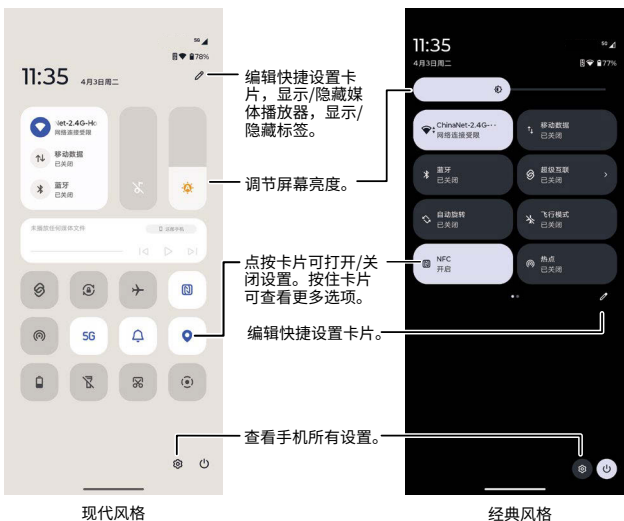 5G
78%
11:35 4月3日周二
Net-2.4G-Ho
网络连接受限
移动数据
已关闭
蓝牙
已关闭
未播放任何媒体文件
5G
编辑快捷设置卡
片，显示/隐藏媒
体播放器，显示/
隐藏标签。
调节屏幕亮度。
点按卡片可打开/关
闭设置。按住卡片
可查看更多选项。
编辑快捷设置卡片。
查看手机所有设置。
11:35
5G
4月3日周二
77%
ChinaNet-2.4G-···
网络连接受限
移动数据
已关闭
蓝牙
已关闭
超级互联
已关闭
自动旋转
已关闭
飞行模式
已关闭
NFC
开启
热点
已关闭
现代风格
经典风格